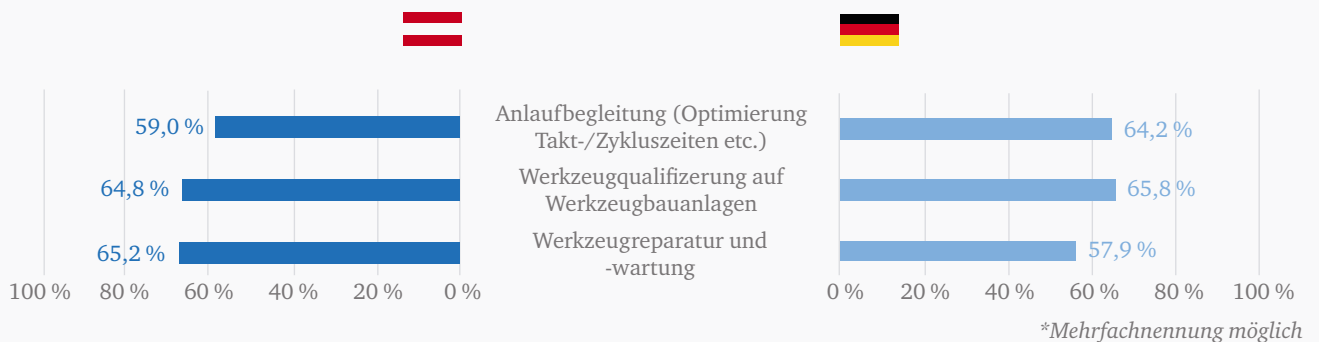 Anlaufbegleitung (Optimierung
Takt-/Zykluszeiten etc.)
59,0 %
64,2 %
Werkzeugqualifizerung auf
Werkzeugbauanlagen
64,8 %
65,8 %
Werkzeugreparatur und
-wartung
65,2 %
57,9 %
100 % 80 % 60 % 40 % 20 % 0 %
0 % 20 % 40 % 60 % 80 % 100 %
*Mehrfachnennung möglich